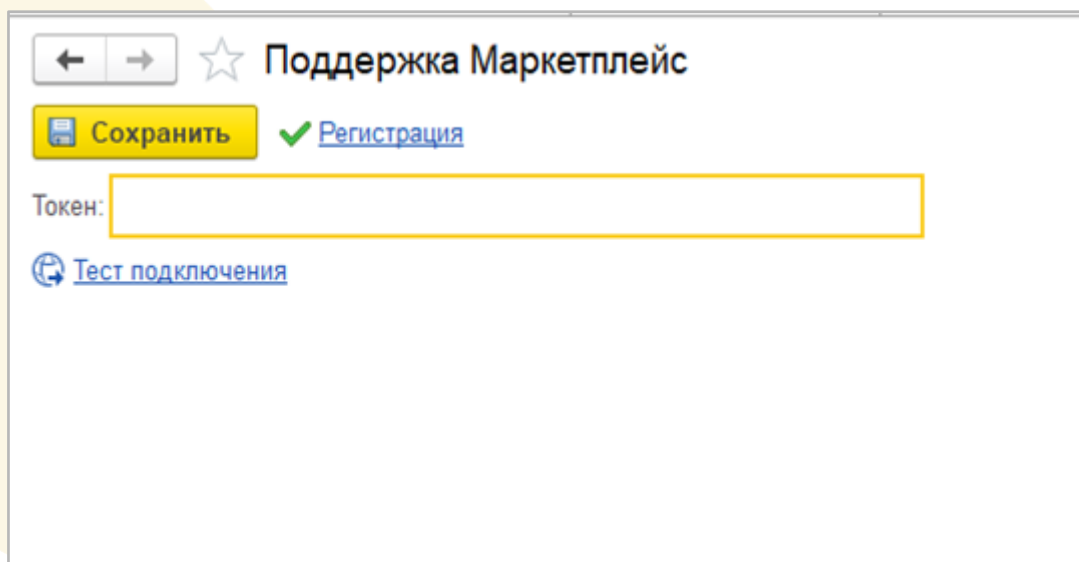 Поддержка Маркетплейс
Сохранить Регистрация
Токен:
Тест подключения